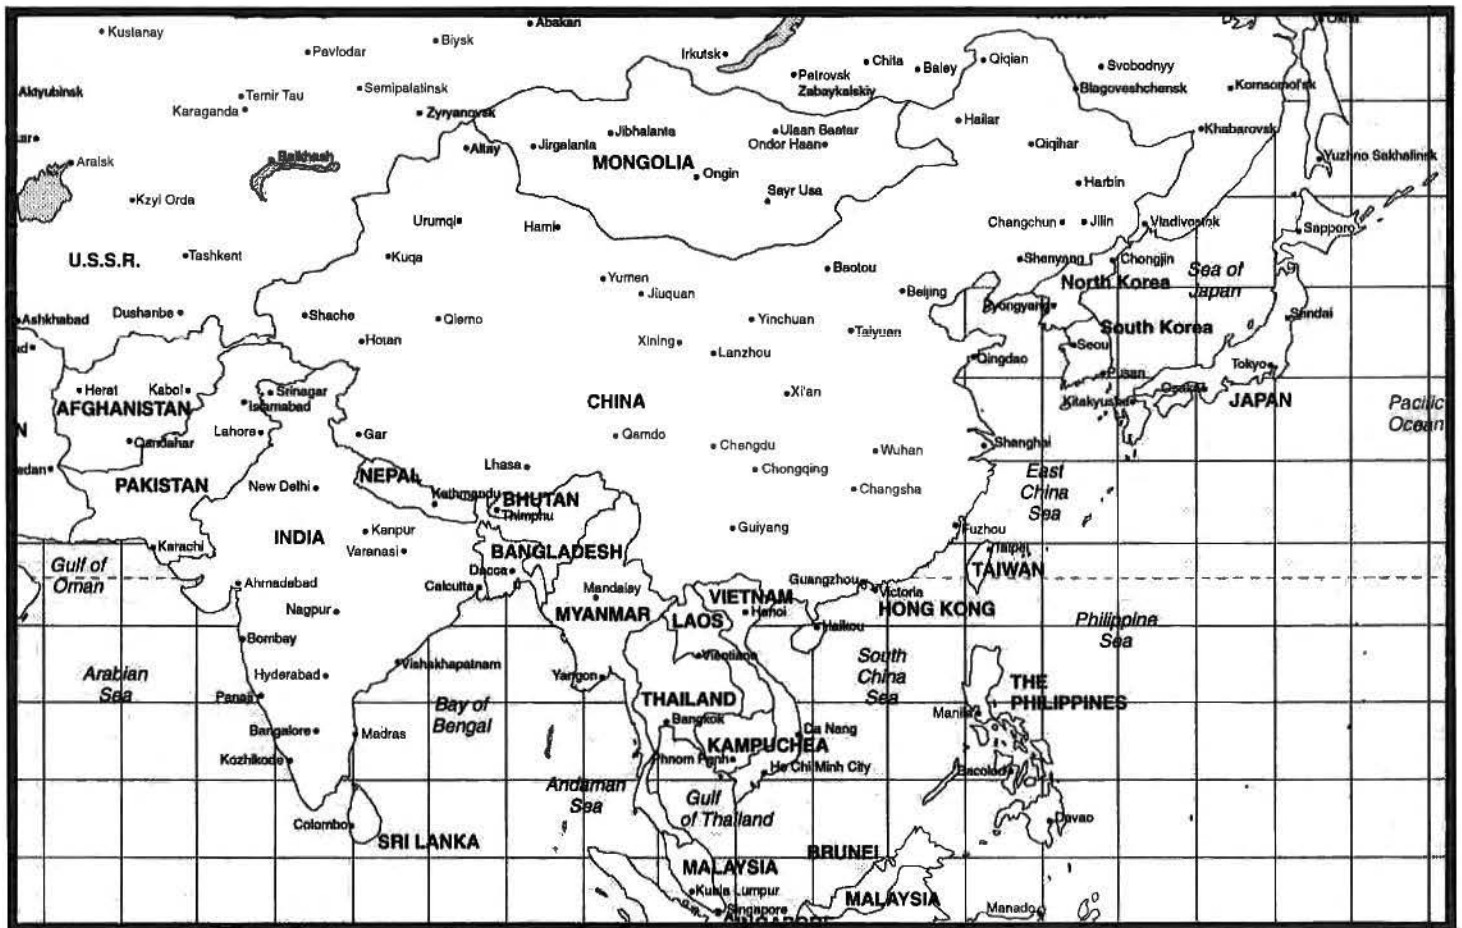 Kustanay
Abakan
Biysk
Pavlodar
Irkutsk
Chita
Baley
Qiqian
Svobodnyy
Petrovsk
Zabaykalskiy
Aktyubinsk
Temir Tau
Semipalatinsk
Blagoveshchensk
Komsomol'sk
Karaganda
Zyryanovsk
Hailar
Khabarovsk
Jibhalanta
Ulaan Baatar
Ondor Haan
Qiqihar
Aralsk
Balkhash
Altay
Jirgalanta
MONGOLIA
Ongin
Yuzhno Sakhalinsk
Harbin
Sayr Usa
Kzyl Orda
Urumqi
Hami
Changchun
Jilin
Vladivostok
Sapporo
U.S.S.R.
Tashkent
Kuqa
Baotou
Shenyang
Chongjin
Sea of
Japan
Yumen
Jiuquan
North Korea
Beijing
Pyongyang
Ashkhabad
Dushanbe
Shache
Qiemo
Yinchuan
Taiyuan
South Korea
Sendai
Hotan
Xining
Lanzhou
Seoul
Qingdao
Tokyo
Pusan
Osaka
Herat
Kabol
Srinagar
Islamabad
AFGHANISTAN
CHINA
Xi'an
Kitakyushu
JAPAN
Pacific
Ocean
N
Qandahar
Lahore
Gar
Qamdo
Chengdu
Wuhan
Shanghai
edan
Lhasa
Chongqing
East
China
Sea
PAKISTAN
New Delhi
NEPAL
Kathmandu
BHUTAN
Thimphu
Changsha
INDIA
Kanpur
Guiyang
Fuzhou
Karachi
Varanasi
BANGLADESH
Taipei
TAIWAN
Gulf of
Oman
Dacca
Ahmadabad
Calcutta
Mandalay
Guangzhou
Victoria
HONG KONG
VIETNAM
Hanoi
Nagpur
MYANMAR
LAOS
Haikou
Philippine
Sea
Bombay
Vishakhapatnam
Vientiane
South
China
Sea
Arabian
Sea
Hyderabad
Yangon
THE
PHILIPPINES
Panaji
THAILAND
Bay of
Bengal
Manila
Bangkok
Bangalore
Madras
Da Nang
KAMPUCHEA
Kozhikode
Phnom Penh
Ho Chi Minh City
Bacolod
Andaman
Sea
Gulf
of Thailand
Colombo
SRI LANKA
Davao
BRUNEI
MALAYSIA
Kuala Lumpur
MALAYSIA
Singapore
Manado